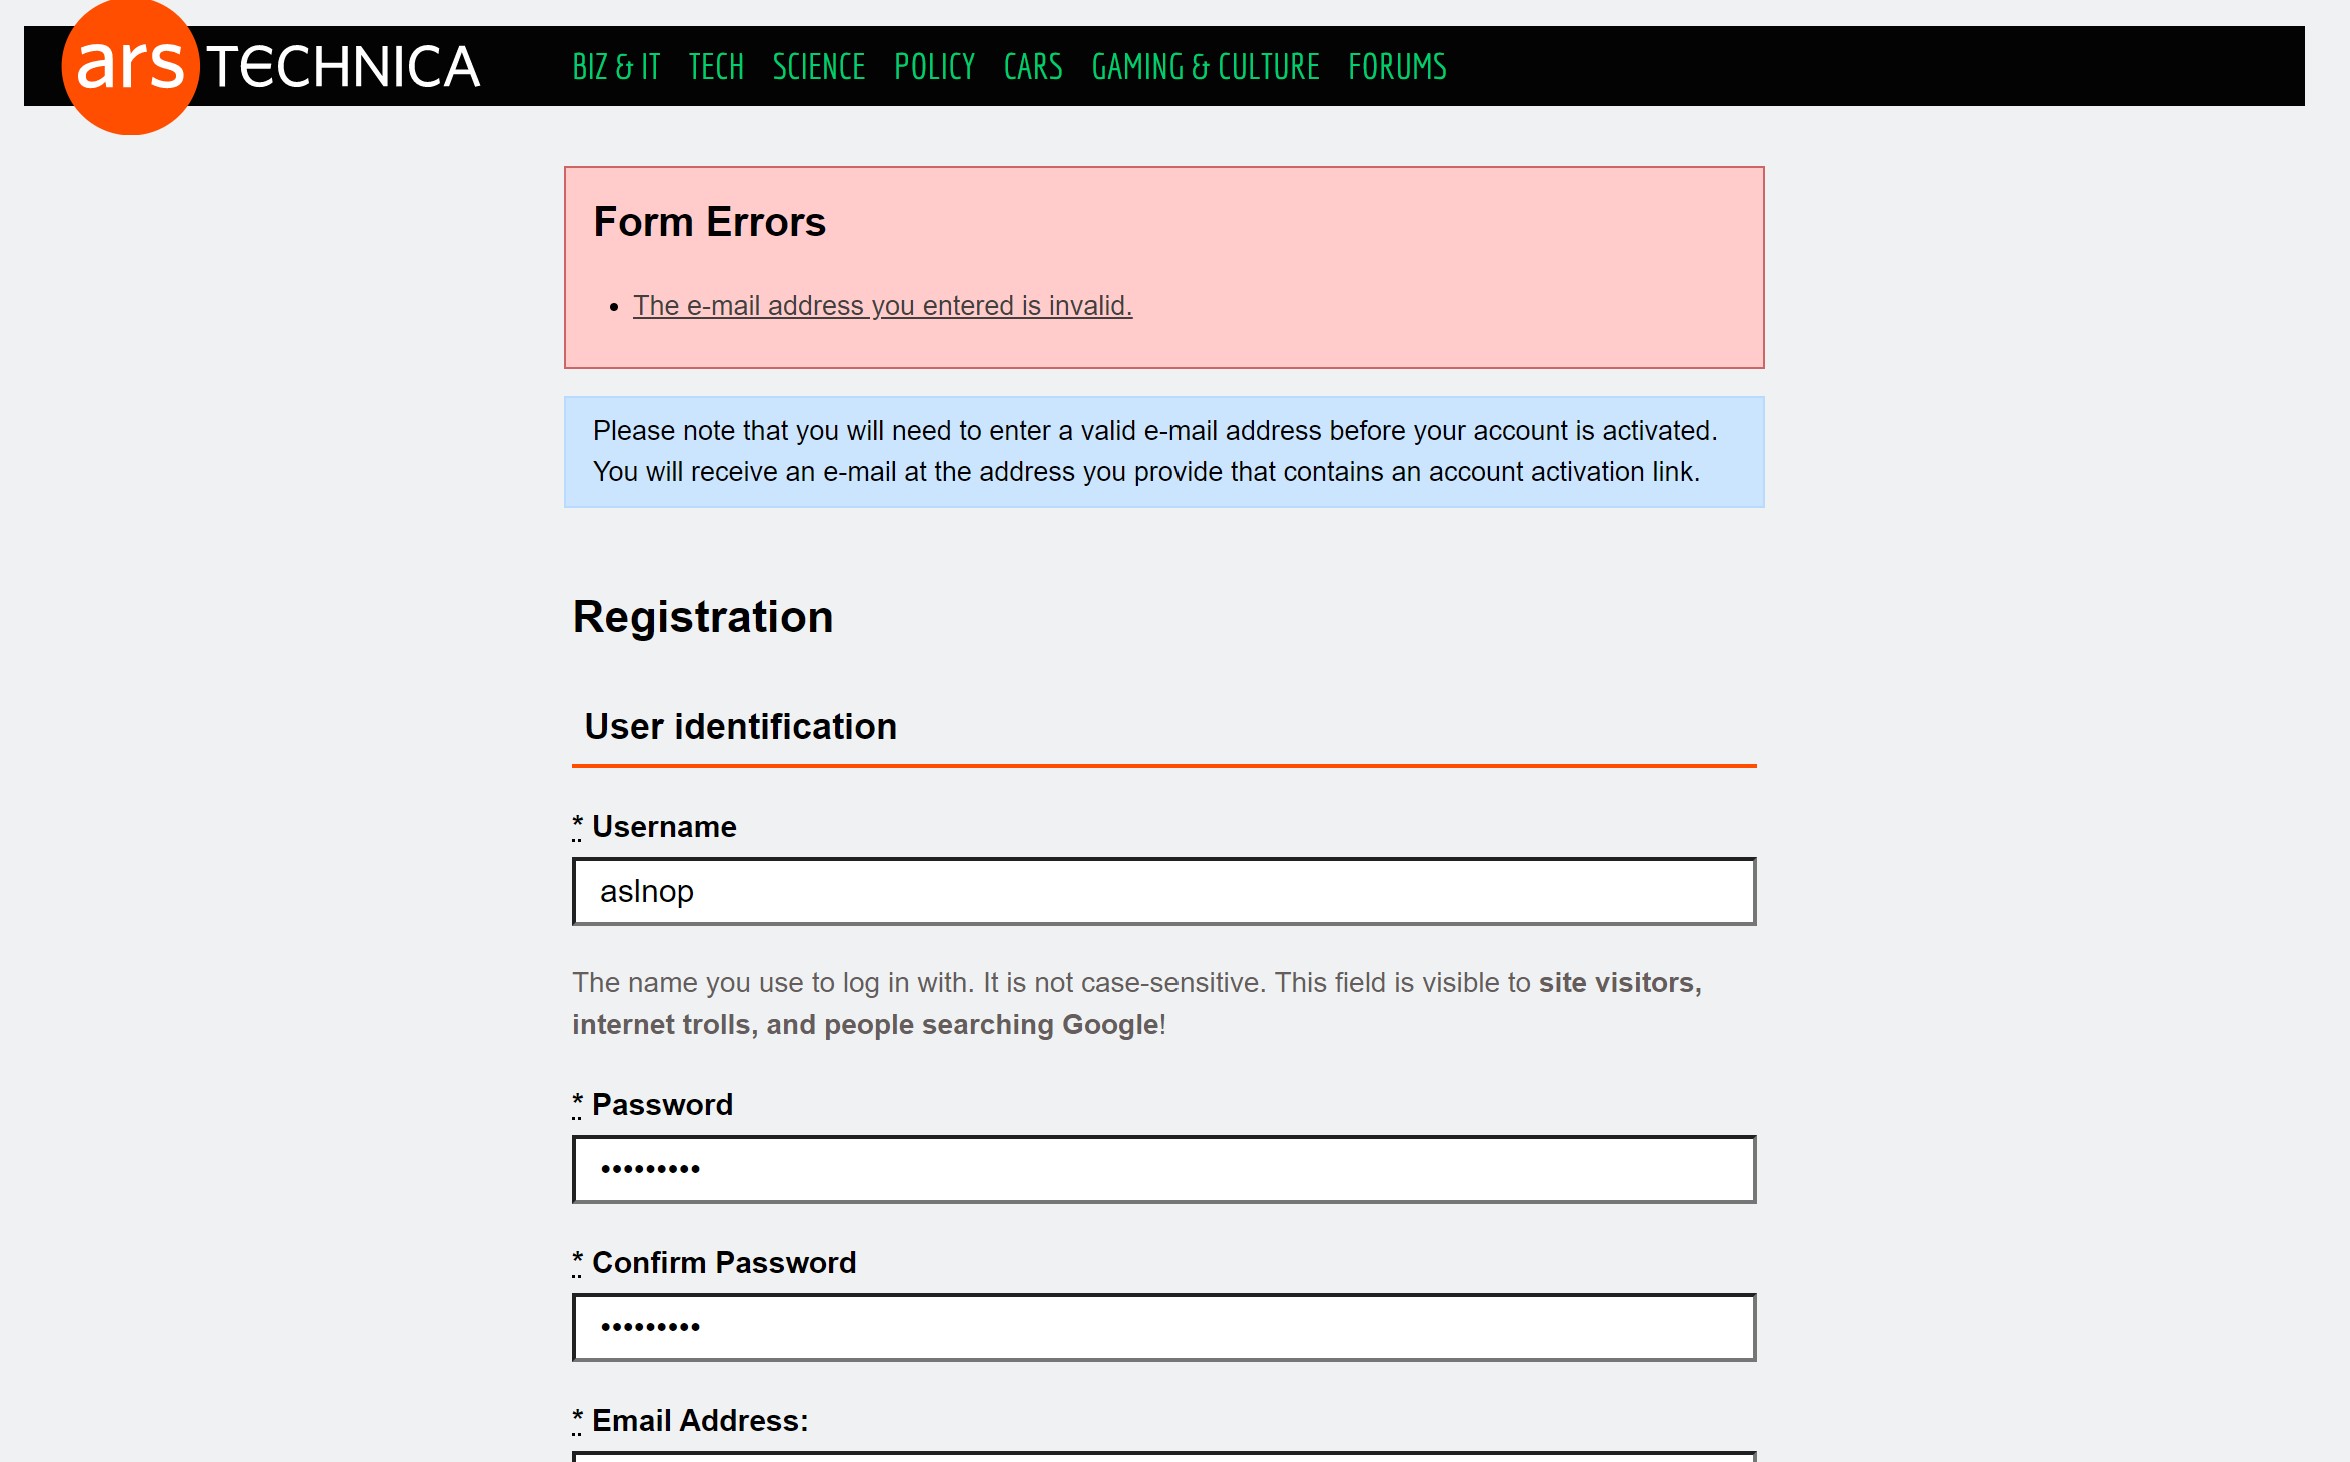 ars TECHNICA BIZ & IT TECH SCIENCE POLICY CARS GAMING & CULTURE FORUMS
Form Errors
• The e-mail address you entered is invalid.
Please note that you will need to enter a valid e-mail address before your account is activated.
You will receive an e-mail at the address you provide that contains an account activation link.
Registration
User identification
* Username
aslnop
The name you use to log in with. It is not case-sensitive. This field is visible to site visitors,
internet trolls, and people searching Google!
* Password
•••••••••
* Confirm Password
•••••••••
* Email Address: